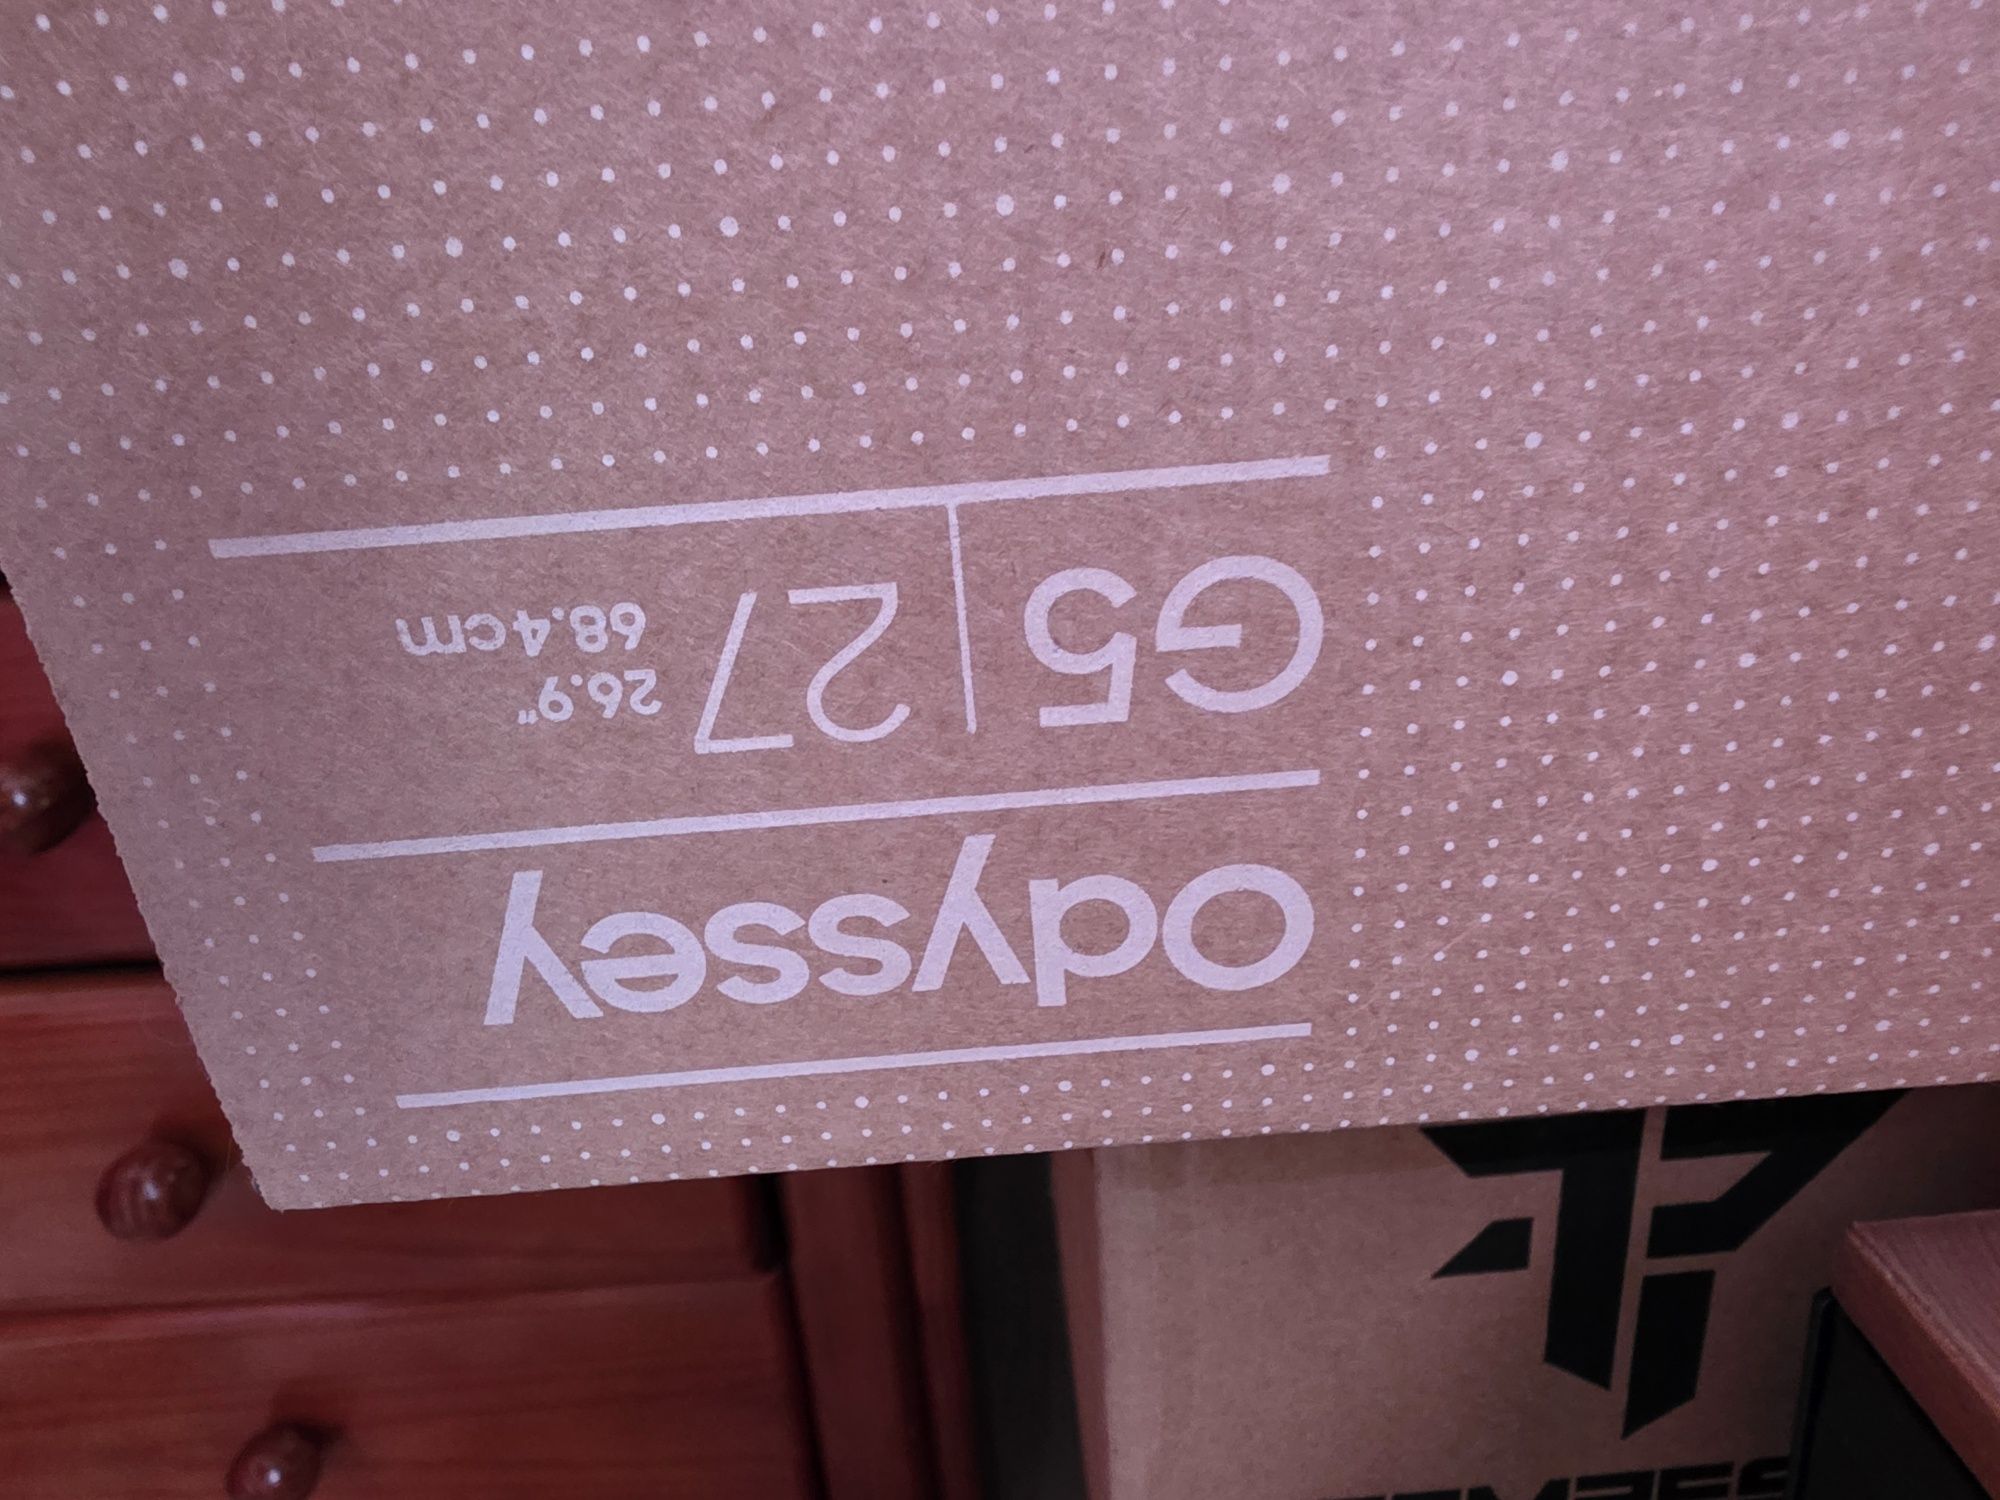 odyssey
G5 | 27
26.9"
68.4cm